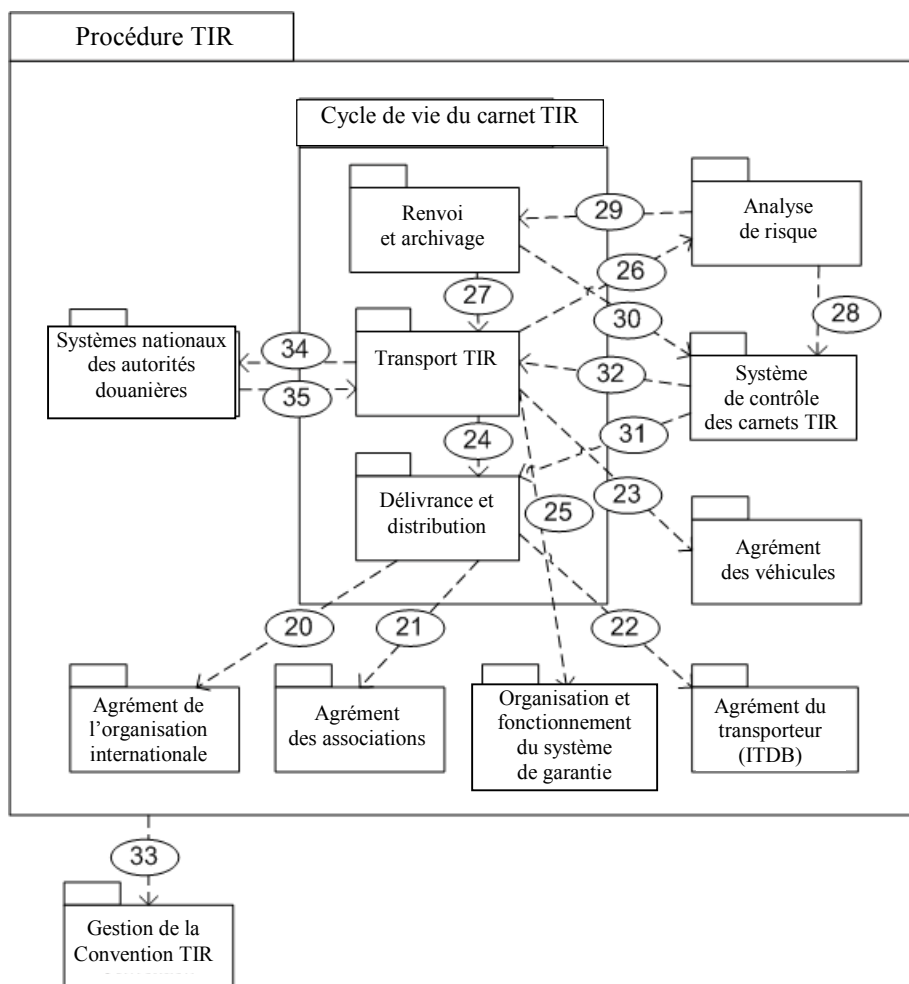 Procédure TIR
Cycle de vie du carnet TIR
Renvoi
et archivage
29
Analyse
de risque
26
27
30
28
Systèmes nationaux
des autorités
douanières
34
35
Transport TIR
32
Système
de contrôle
des carnets TIR
24
31
Délivrance et
distribution
25
23
Agrément
des véhicules
20
21
22
Agrément de
l’organisation
internationale
Agrément
des associations
Organisation et
fonctionnement
du système
de garantie
Agrément du
transporteur
(ITDB)
33
Gestion de la
Convention TIR